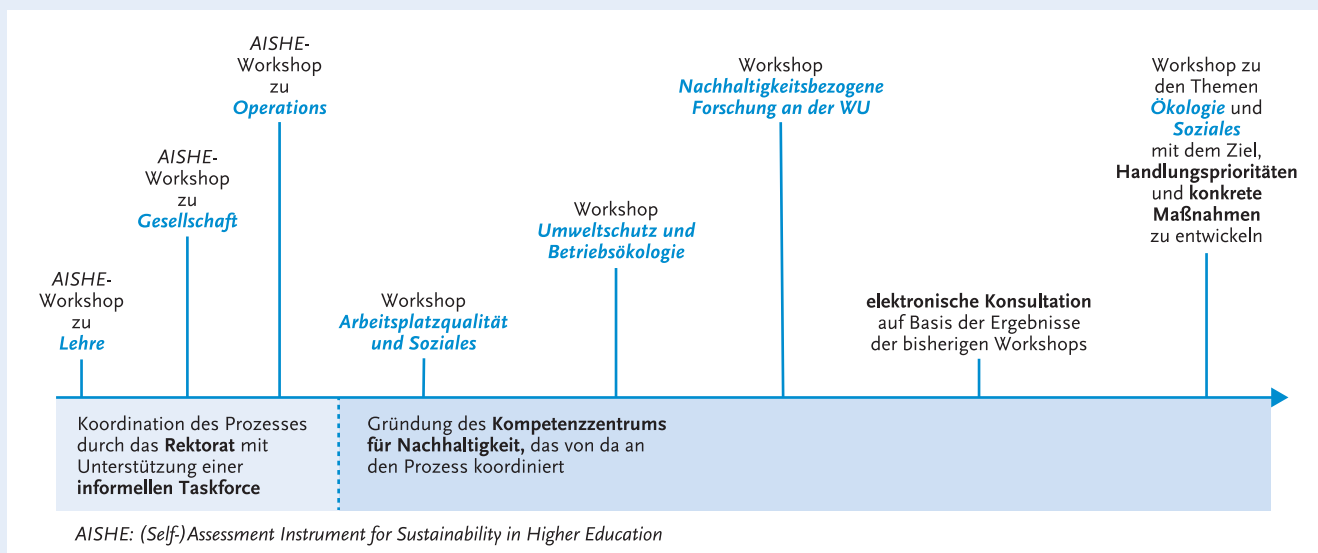 AISHE-
Workshop
zu
Lehre
AISHE-
Workshop
zu
Gesellschaft
AISHE-
Workshop
zu
Operations
Workshop
Arbeitsplatzqualität
und Soziales
Workshop
Umweltschutz und
Betriebsökologie
Workshop
Nachhaltigkeitsbezogene
Forschung an der WU
elektronische Konsultation
auf Basis der Ergebnisse
der bisherigen Workshops
Workshop zu
den Themen
Ökologie und
Soziales
mit dem Ziel,
Handlungsprioritäten
und konkrete
Maßnahmen
zu entwickeln
Koordination des Prozesses
durch das Rektorat mit
Unterstützung einer
informellen Taskforce
Gründung des Kompetenzzentrums
für Nachhaltigkeit, das von da an
den Prozess koordiniert
AISHE: (Self-)Assessment Instrument for Sustainability in Higher Education